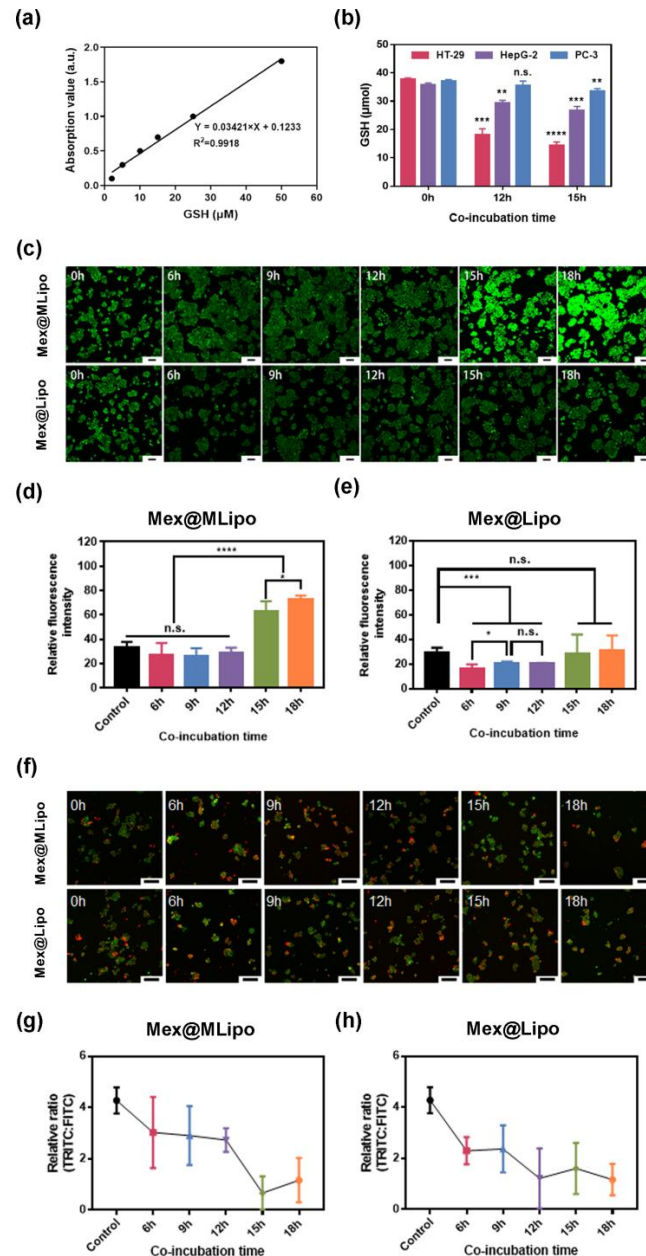 (a)
2.0
1.5
1.0
0.5
0.0
Absorption value (a.u.)
Y = 0.03421×X + 0.1233
R²=0.9918
0 10 20 30 40 50 60
GSH (μM)
(b)
HT-29 HepG-2 PC-3
50
40
30
20
10
0
GSH (μmol)
n.s.
**
***
**
***
****
0h 12h 15h
Co-incubation time
(c)
Mex@MLipo
0h 6h 9h 12h 15h 18h
Mex@Lipo
0h 6h 9h 12h 15h 18h
(d)
Mex@MLipo
120
100
80
60
40
20
0
Relative fluorescence
intensity
****
*
n.s.
Control 6h 9h 12h 15h 18h
Co-incubation time
(e)
Mex@Lipo
120
100
80
60
40
20
0
Relative fluorescence
intensity
n.s.
***
* n.s.
Control 6h 9h 12h 15h 18h
Co-incubation time
(f)
Mex@MLipo
0h 6h 9h 12h 15h 18h
Mex@Lipo
0h 6h 9h 12h 15h 18h
(g)
Mex@MLipo
6
4
2
0
Relative ratio
(TRITC:FITC)
Control 6h 9h 12h 15h 18h
Co-incubation time
(h)
Mex@Lipo
6
4
2
0
Relative ratio
(TRITC:FITC)
Control 6h 9h 12h 15h 18h
Co-incubation time